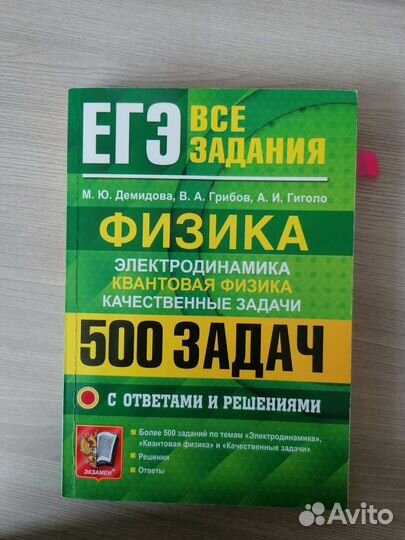 ЕГЭ ВСЕ
ЗАДАНИЯ
М. Ю. Демидова, В. А. Грибов, А. И. Гиголо
ФИЗИКА
ЭЛЕКТРОДИНАМИКА
КВАНТОВАЯ ФИЗИКА
КАЧЕСТВЕННЫЕ ЗАДАЧИ
500 ЗАДАЧ
С ОТВЕТАМИ И РЕШЕНИЯМИ
Более 500 заданий по темам «Электродинамика»,
«Квантовая физика» и «Качественные задачи»
Решения
Ответы
ЭКЗАМЕН
Avito